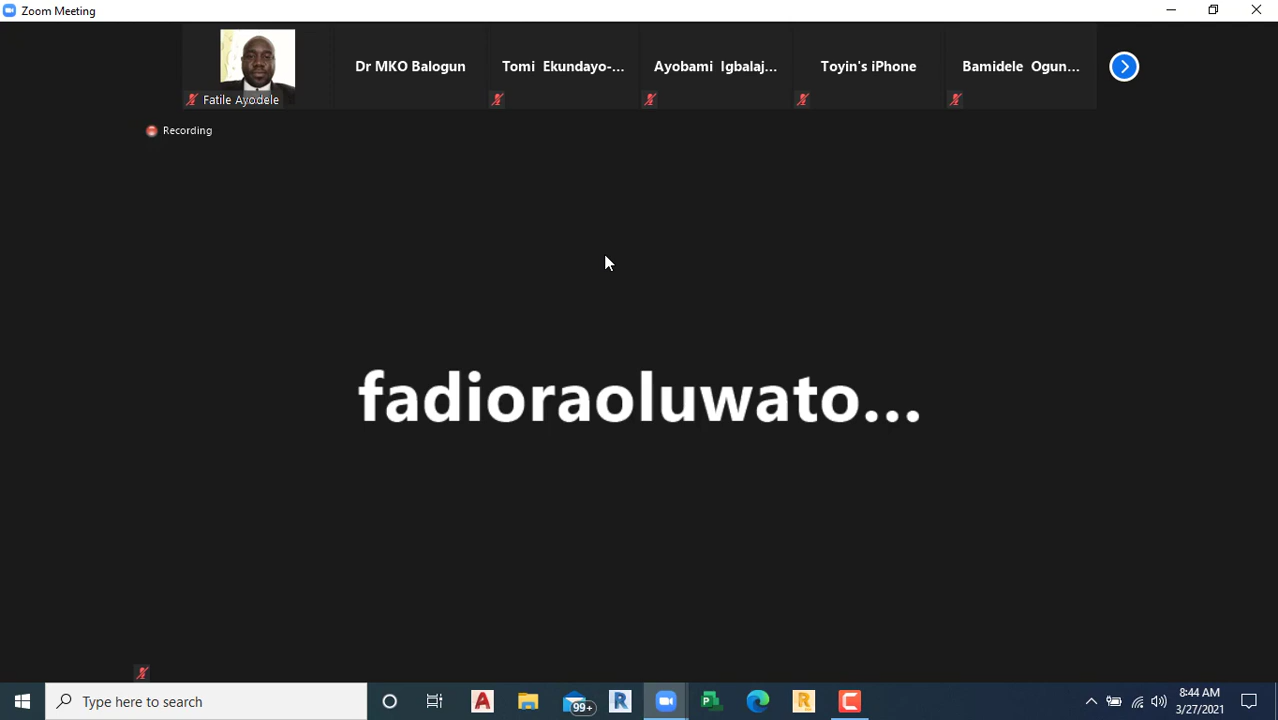 Zoom Meeting
Fatile Ayodele
Dr MKO Balogun
Tomi Ekundayo-...
Ayobami Igbalaj...
Toyin's iPhone
Bamidele Ogun...
Recording
fadioraoluwato...
Type here to search
99+
8:44 AM
3/27/2021